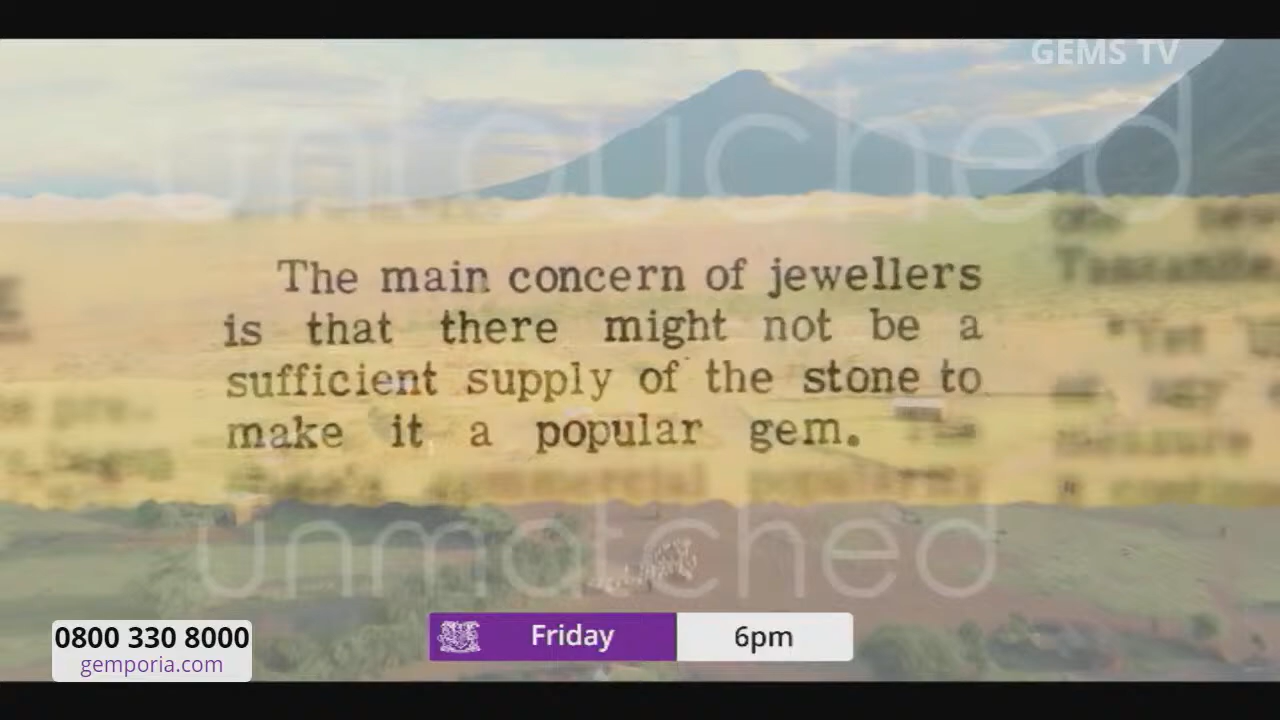 GEMS TV
untouched
The main concern of jewellers
is that there might not be a
sufficient supply of the stone to
make it a popular gem.
unmatched
Friday 6pm
0800 330 8000
gemporia.com